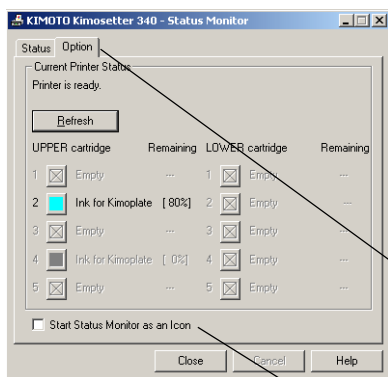 KIMOTO Kimosetter 340 - Status Monitor
Status Option
Current Printer Status
Printer is ready.
Refresh
UPPER cartridge Remaining LOWER cartridge Remaining
1 Empty --- 1 Empty ---
2 Ink for Kimoplate [ 80%] 2 Empty ---
3 Empty --- 3 Empty ---
4 Ink for Kimoplate [ 0%] 4 Empty ---
5 Empty --- 5 Empty ---
Start Status Monitor as an Icon
Close Cancel Help